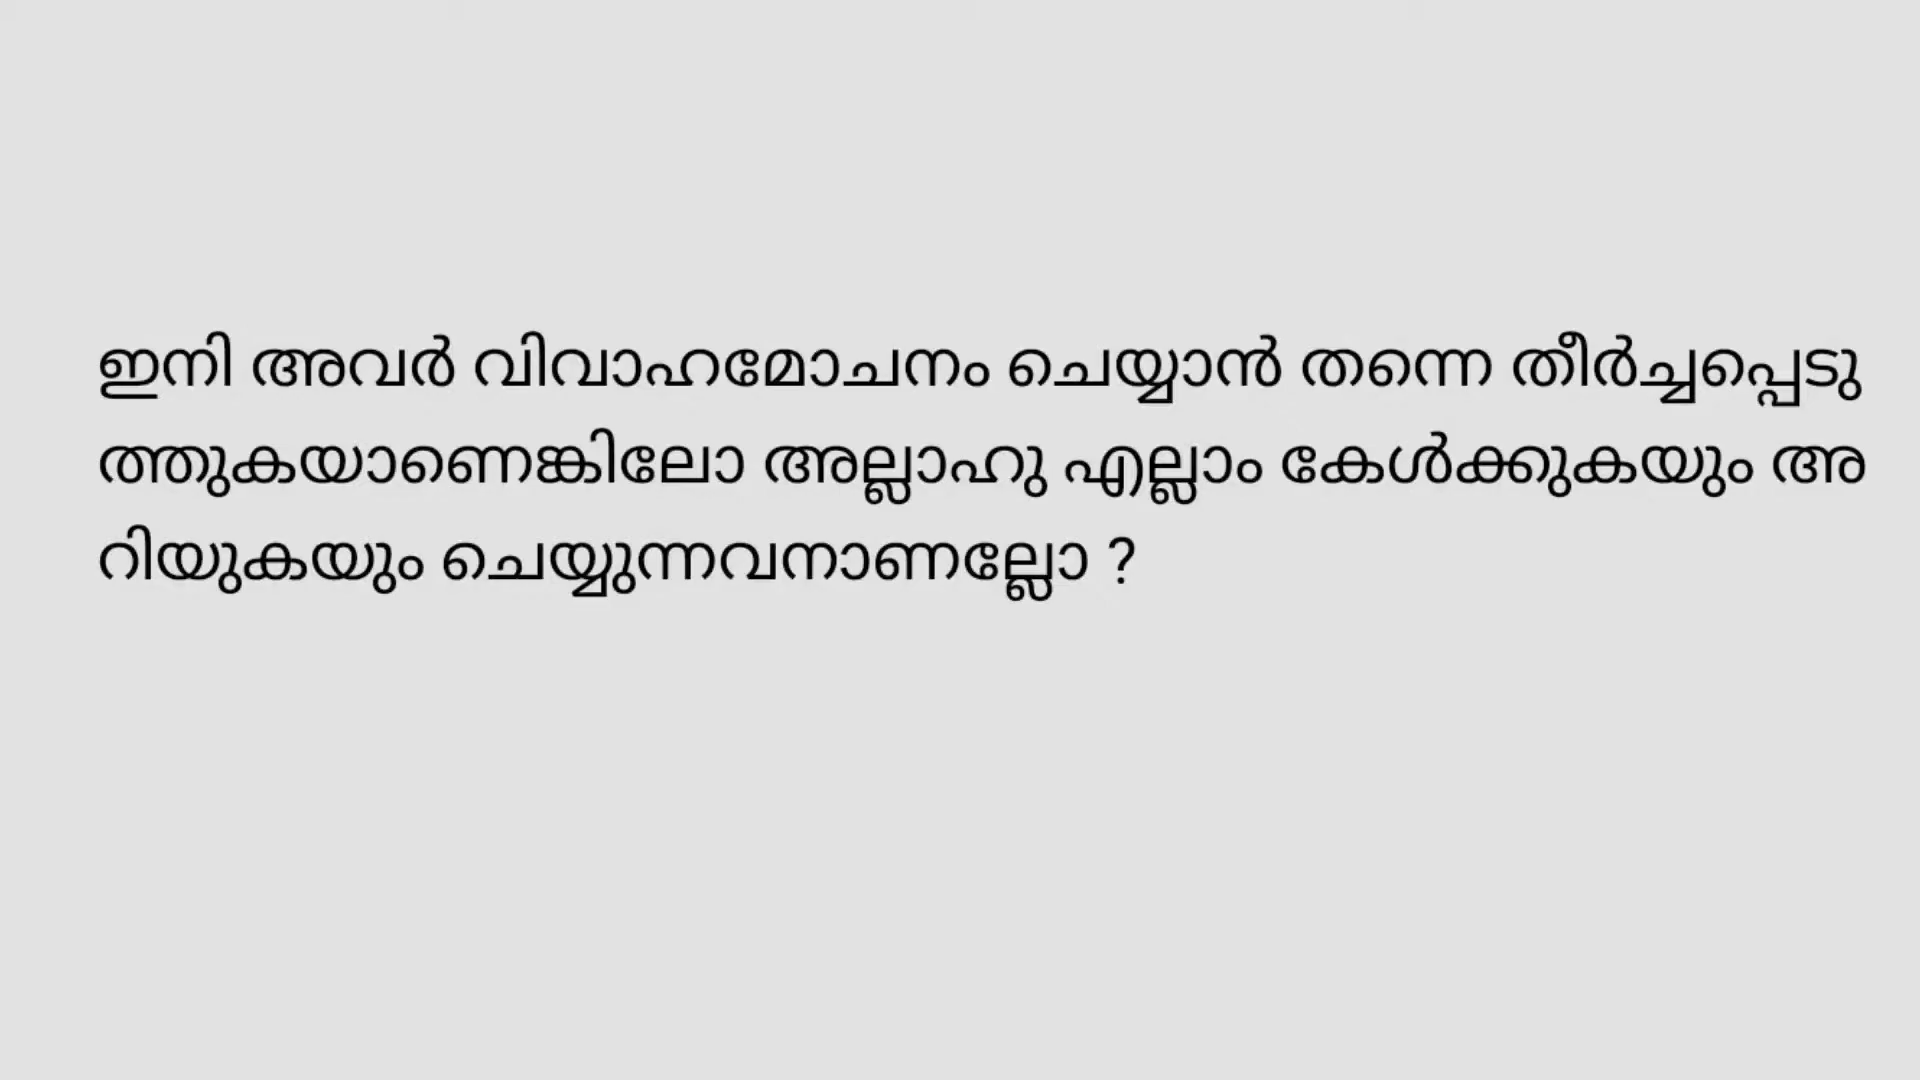 ഇനി അവർ വിവാഹമോചനം ചെയ്യാൻ തന്നെ തീർച്ചപ്പെടു
ത്തുകയാണെങ്കിലോ അല്ലാഹു എല്ലാം കേൾക്കുകയും അ
റിയുകയും ചെയ്യുന്നവനാണല്ലോ ?